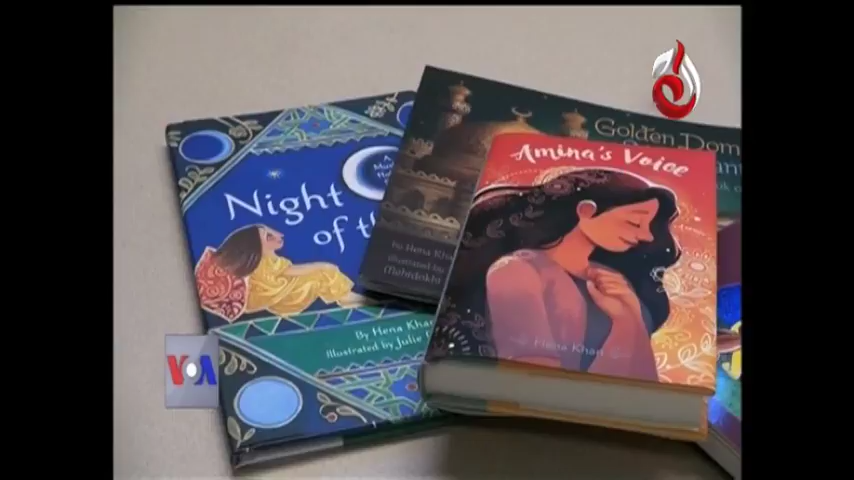 Night
of th
By Hena Khan
Illustrated by Julie
Golden Dom
by Hena Kha
illustrated by
Amina's Voice
Hena Khan
VOA